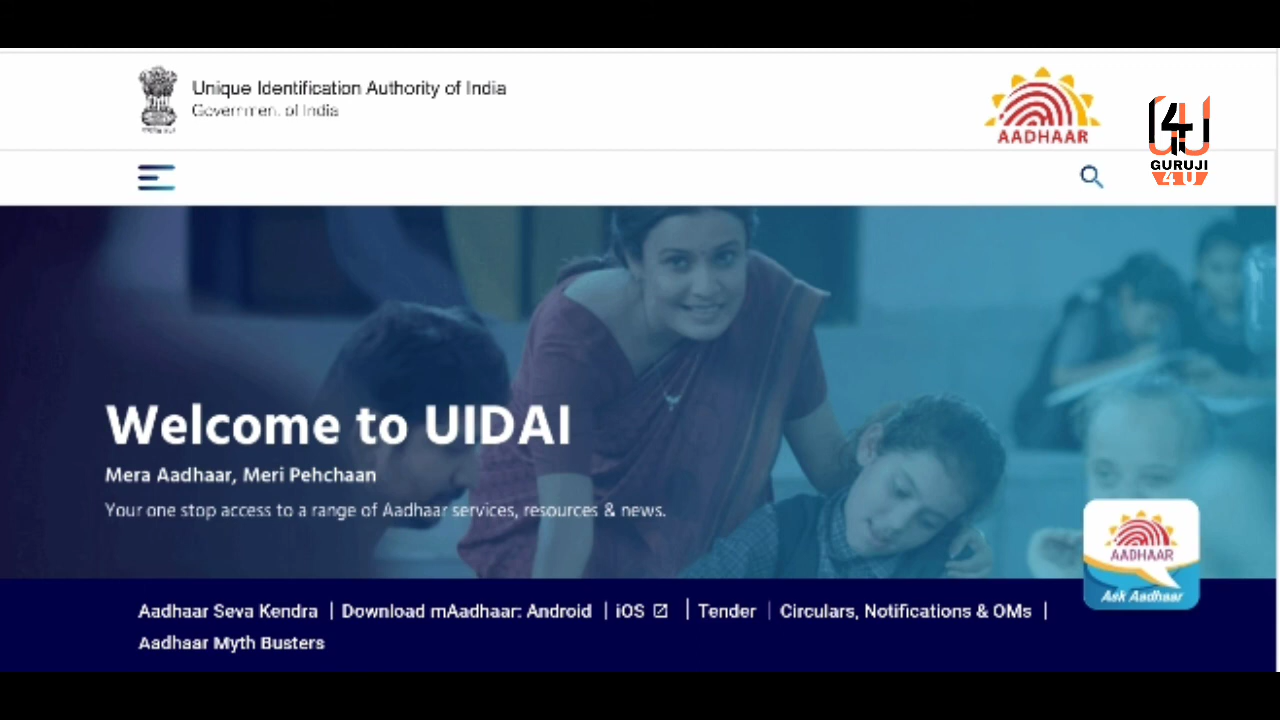 Unique Identification Authority of India
Government of India
AADHAAR
4U
GURUJI
4U
Welcome to UIDAI
Mera Aadhaar, Meri Pehchaan
Your one stop access to a range of Aadhaar services, resources & news.
AADHAAR
Ask Aadhaar
Aadhaar Seva Kendra | Download mAadhaar: Android | iOS | Tender | Circulars, Notifications & OMs |
Aadhaar Myth Busters